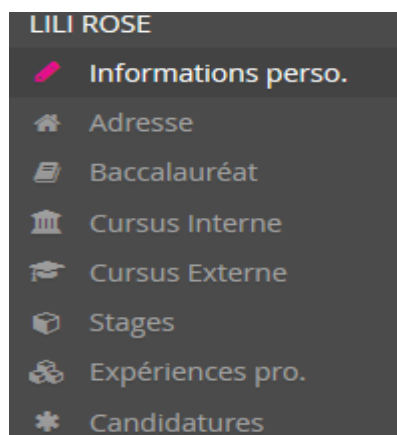 LILI ROSE
Informations perso.
Adresse
Baccalauréat
Cursus Interne
Cursus Externe
Stages
Expériences pro.
Candidatures